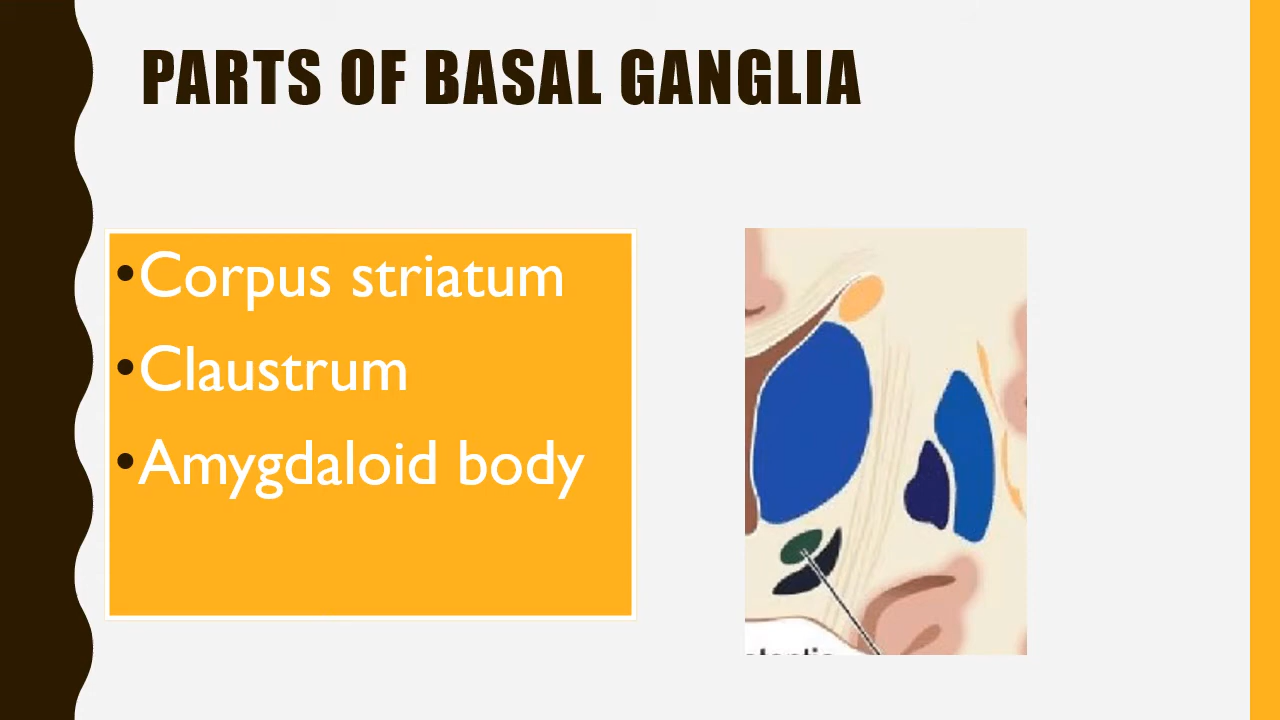 PARTS OF BASAL GANGLIA
•Corpus striatum
•Claustrum
•Amygdaloid body